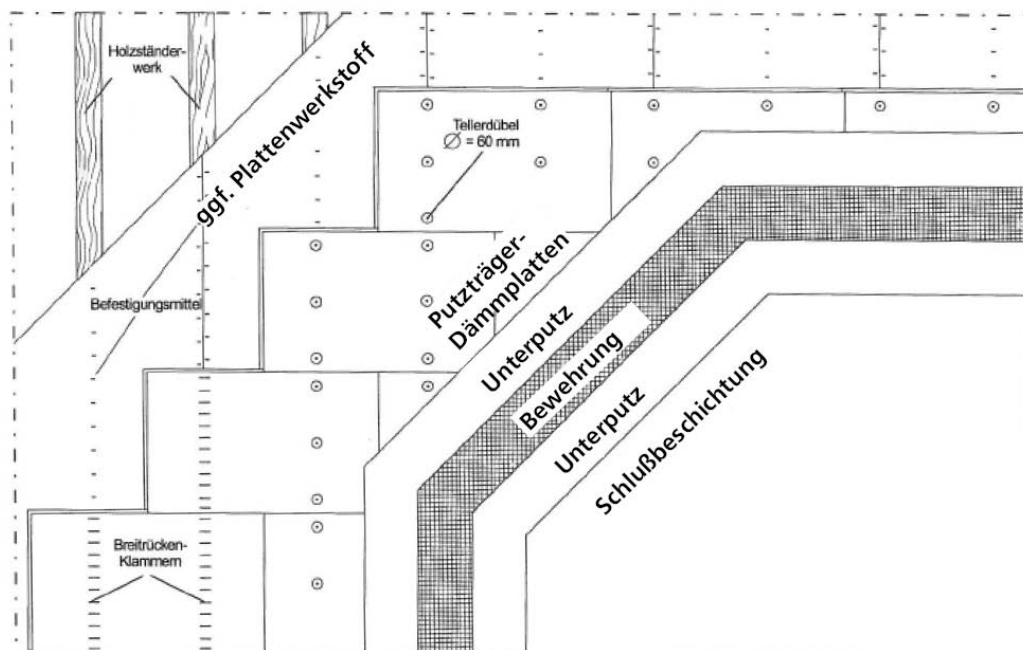 Holzständer-
werk
ggf. Plattenwerkstoff
Tellerdübel
Ø = 60 mm
Befestigungsmittel
Putzträger-
Dämmplatten
Unterputz
Bewehrung
Unterputz
Schlußbeschichtung
Breitrücken-
Klammern